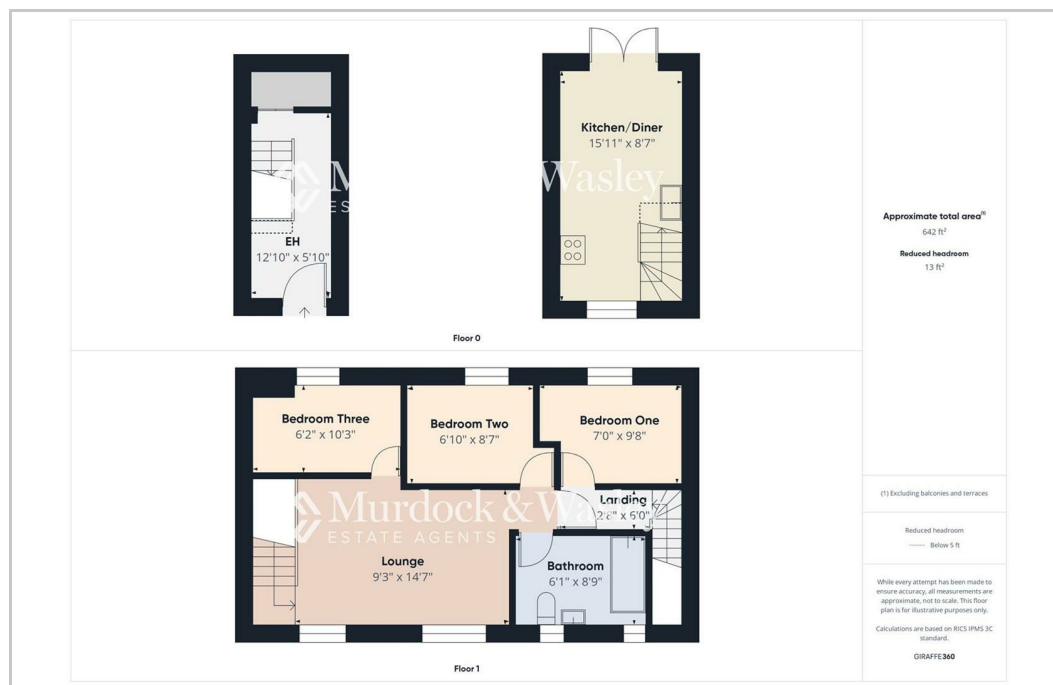 Kitchen/Diner
15'11" x 8'7"
EH
12'10" x 5'10"
Floor 0
Bedroom Three
6'2" x 10'3"
Bedroom Two
6'10" x 8'7"
Bedroom One
7'0" x 9'8"
Landing
2'8" x 6'0"
Murdock & Wasley
ESTATE AGENTS
Lounge
9'3" x 14'7"
Bathroom
6'1" x 8'9"
Floor 1
Approximate total area(1)
642 ft²
Reduced headroom
13 ft²
(1) Excluding balconies and terraces
Reduced headroom
Below 5 ft
While every attempt has been made to
ensure accuracy, all measurements are
approximate, not to scale. This floor
plan is for illustrative purposes only.
Calculations are based on RICS IPMS 3C
standard.
GIRAFFE360